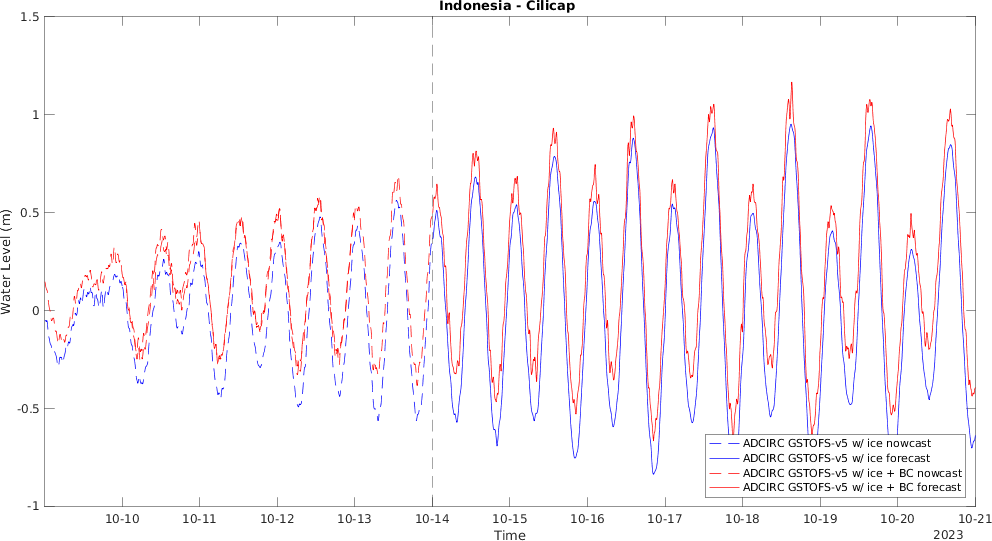 Indonesia - Cilicap
1.5
1
0.5
0
-0.5
-1
Water Level (m)
ADCIRC GSTOFS-v5 w/ ice nowcast
ADCIRC GSTOFS-v5 w/ ice forecast
ADCIRC GSTOFS-v5 w/ ice + BC nowcast
ADCIRC GSTOFS-v5 w/ ice + BC forecast
10-10 10-11 10-12 10-13 10-14 10-15 10-16 10-17 10-18 10-19 10-20 10-21
Time
2023